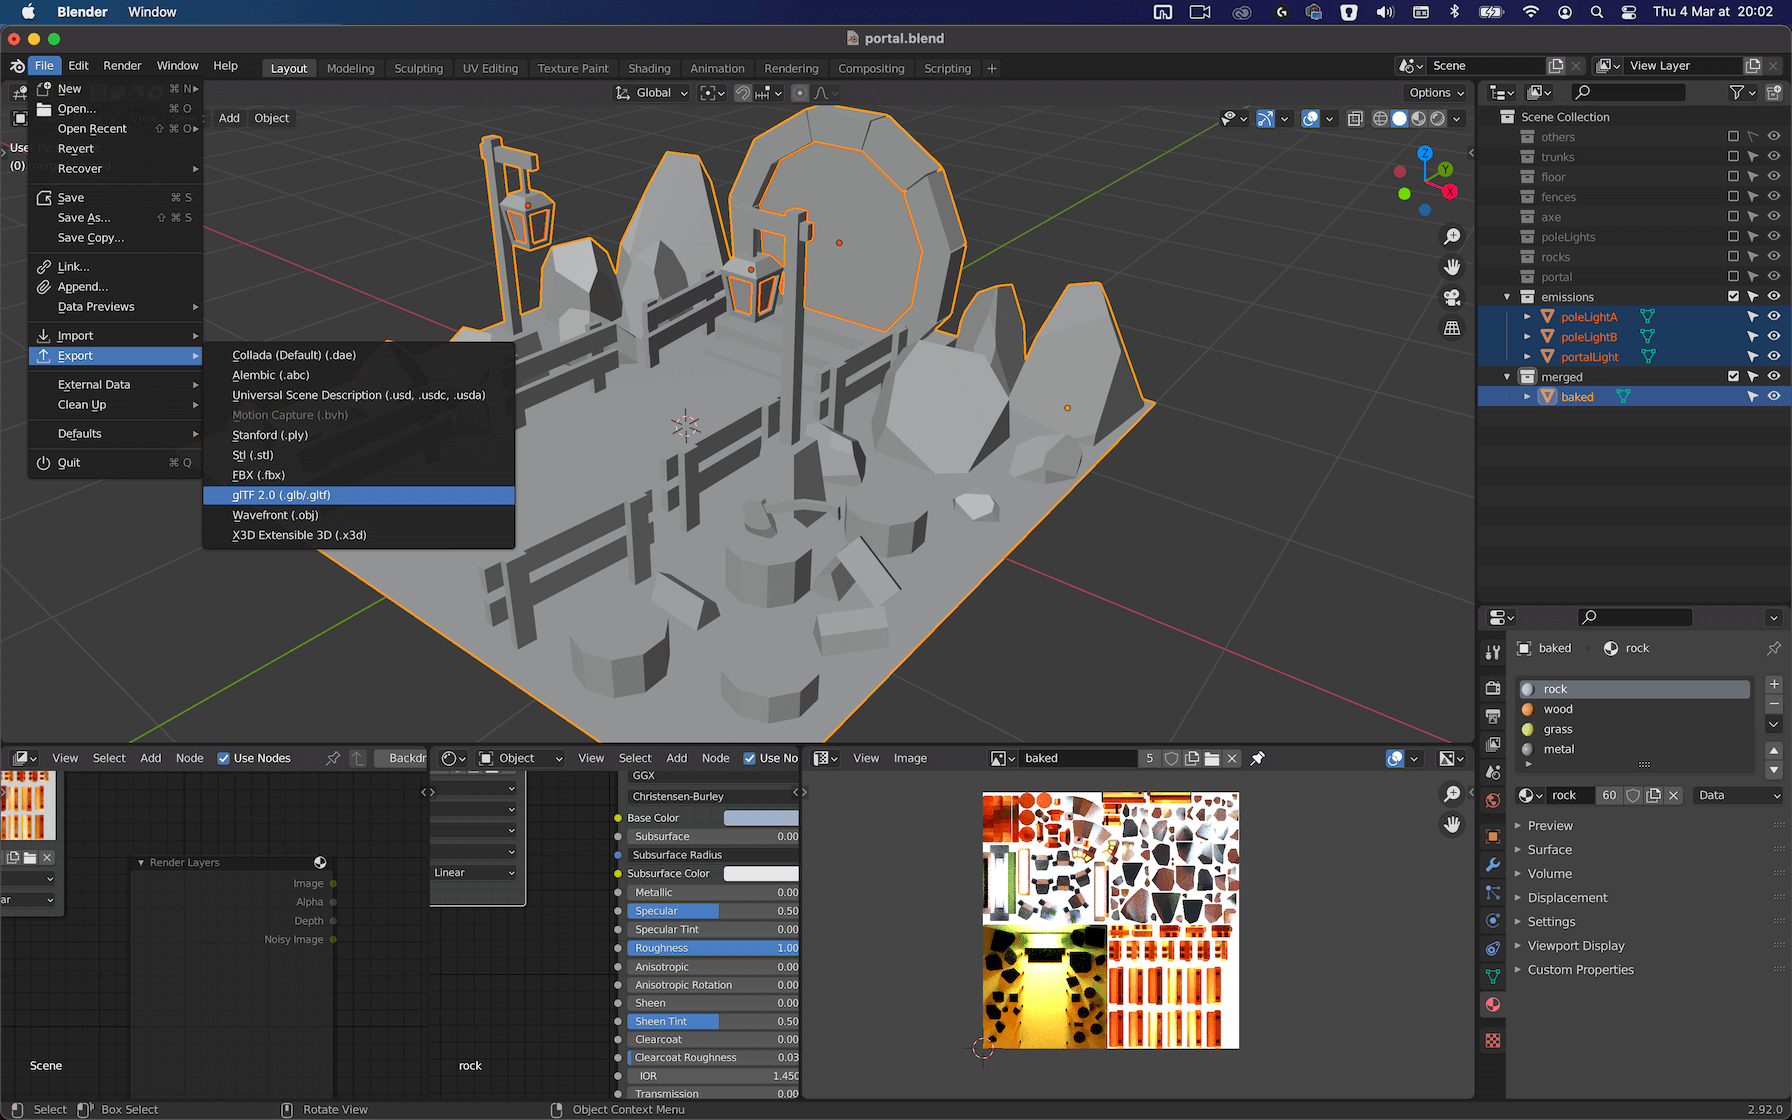 Blender Window
Thu 4 Mar at 20:02
portal.blend
File Edit Render Window Help
Layout Modeling Sculpting UV Editing Texture Paint Shading Animation Rendering Compositing Scripting +
Scene
View Layer
New ⌘ N
Open... ⌘ O
Open Recent ⇧ ⌘ O
Revert
Recover
Save ⌘ S
Save As... ⇧ ⌘ S
Save Copy...
Link...
Append...
Data Previews
Import
Export
External Data
Clean Up
Defaults
Quit ⌘ Q
Collada (Default) (.dae)
Alembic (.abc)
Universal Scene Description (.usd, .usdc, .usda)
Motion Capture (.bvh)
Stanford (.ply)
Stl (.stl)
FBX (.fbx)
glTF 2.0 (.glb/.gltf)
Wavefront (.obj)
X3D Extensible 3D (.x3d)
Global
Options
Add Object
Use
(0)
Z
Y
X
Scene Collection
others
trunks
floor
fences
axe
poleLights
rocks
portal
emissions
poleLightA
poleLightB
portalLight
merged
baked
baked rock
rock
wood
grass
metal
rock 60 Data
Preview
Surface
Volume
Displacement
Settings
Viewport Display
Custom Properties
View Select Add Node Use Nodes Backdr
ar
Render Layers
Image
Alpha
Depth
Noisy Image
Scene
Object View Select Add Node Use No
Linear
rock
GGX
Christensen-Burley
Base Color
Subsurface 0.00
Subsurface Radius
Subsurface Color
Metallic 0.00
Specular 0.50
Specular Tint 0.00
Roughness 1.00
Anisotropic 0.00
Anisotropic Rotation 0.00
Sheen 0.00
Sheen Tint 0.50
Clearcoat 0.00
Clearcoat Roughness 0.03
IOR 1.450
Transmission 0.00
View Image baked 5
Select Box Select Rotate View Object Context Menu 2.92.0